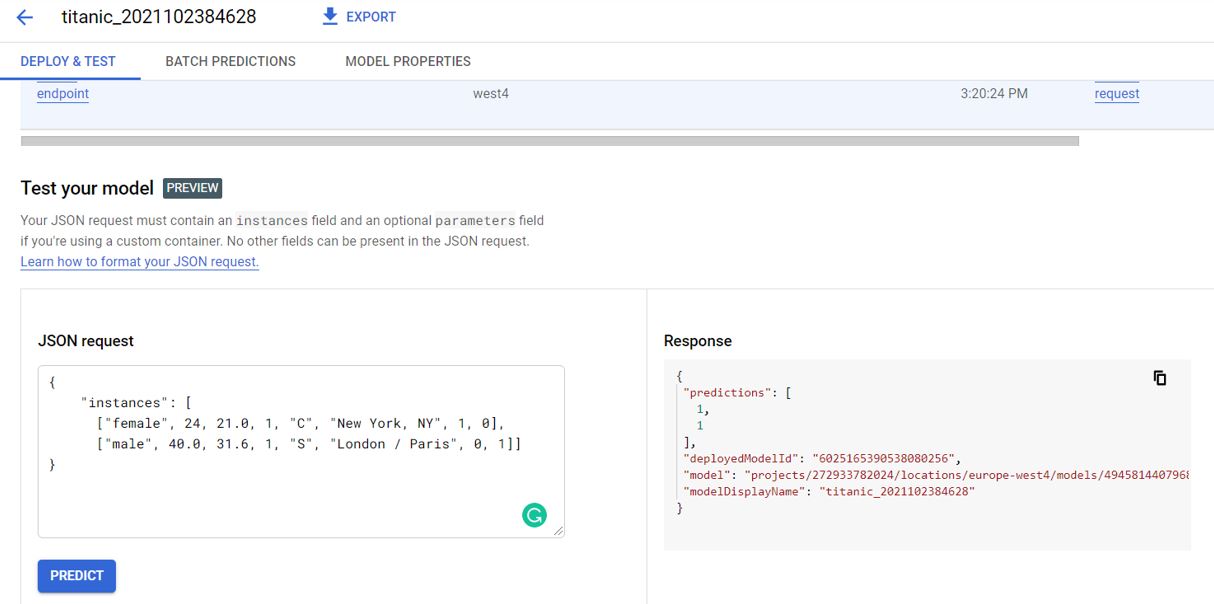 titanic_2021102384628
EXPORT
DEPLOY & TEST
BATCH PREDICTIONS
MODEL PROPERTIES
endpoint
west4
3:20:24 PM
request
Test your model PREVIEW
Your JSON request must contain an instances field and an optional parameters field
if you're using a custom container. No other fields can be present in the JSON request.
Learn how to format your JSON request.
JSON request
{
"instances": [
["female", 24, 21.0, 1, "C", "New York, NY", 1, 0],
["male", 40.0, 31.6, 1, "S", "London / Paris", 0, 1]]
}
PREDICT
Response
{
"predictions": [
1,
1
],
"deployedModelId": "6025165390538080256",
"model": "projects/272933782024/locations/europe-west4/models/494581440796
"modelDisplayName": "titanic_2021102384628"
}